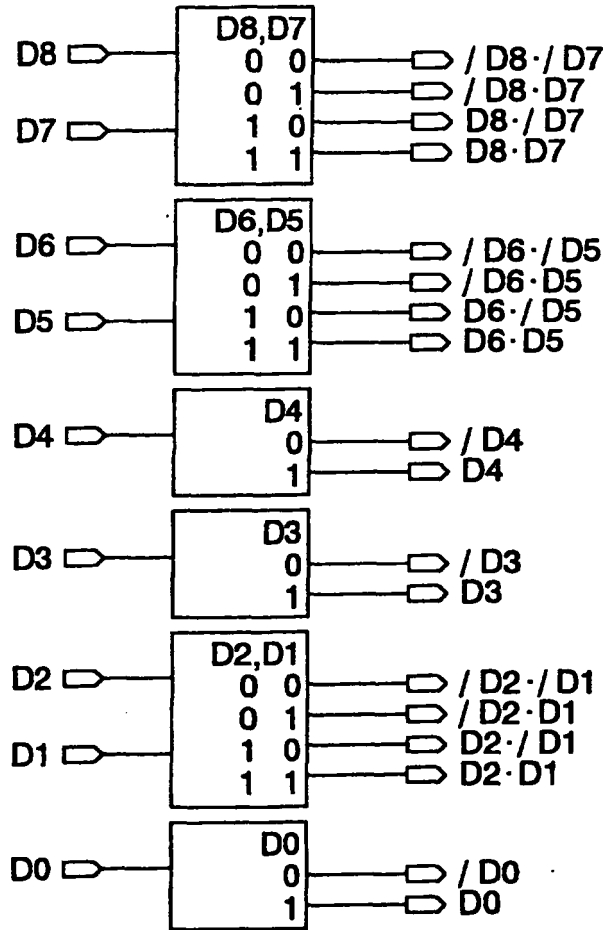 D8,D7
D8 0 0 / D8·/ D7
0 1 / D8·D7
D7 1 0 D8·/ D7
1 1 D8·D7
D6,D5
D6 0 0 / D6·/ D5
0 1 / D6·D5
D5 1 0 D6·/ D5
1 1 D6·D5
D4
D4 0 / D4
1 D4
D3
D3 0 / D3
1 D3
D2,D1
D2 0 0 / D2·/ D1
0 1 / D2·D1
D1 1 0 D2·/ D1
1 1 D2·D1
D0
D0 0 / D0
1 D0